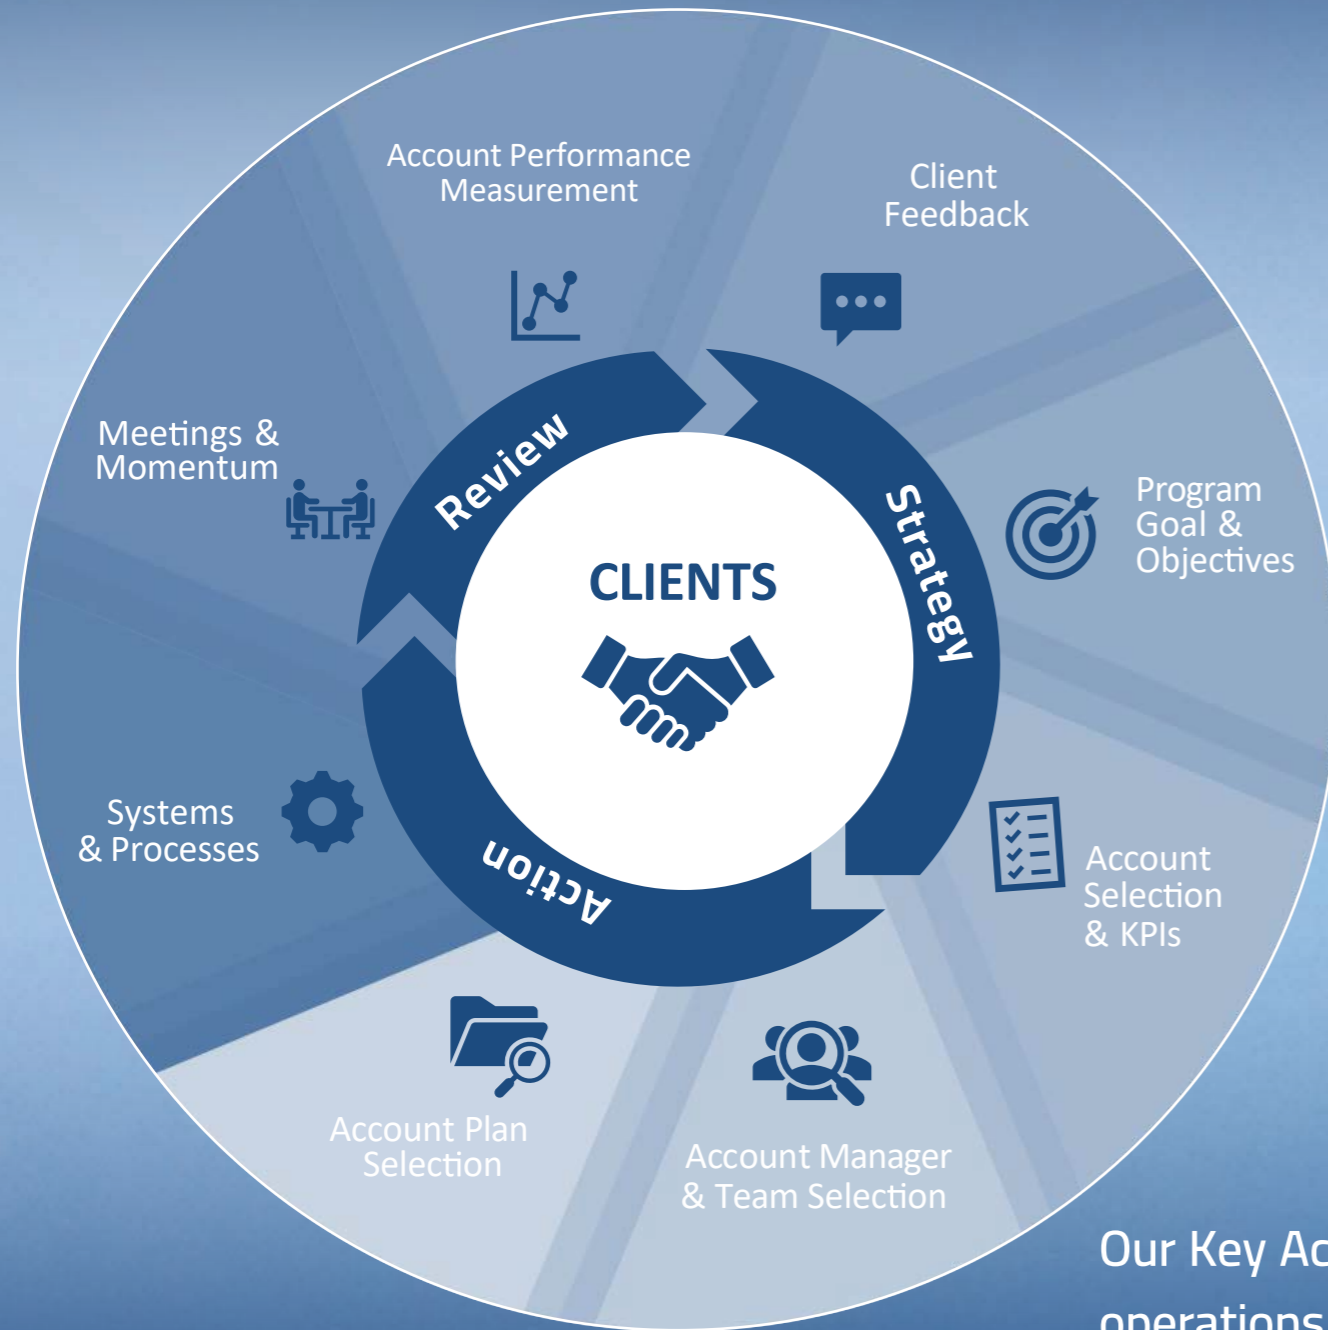 Account Performance
Measurement
Client
Feedback
Program
Goal &
Objectives
Account
Selection
& KPIs
Account Manager
& Team Selection
Account Plan
Selection
Systems
& Processes
Meetings &
Momentum
Review
Strategy
Action
CLIENTS
Our Key
operations